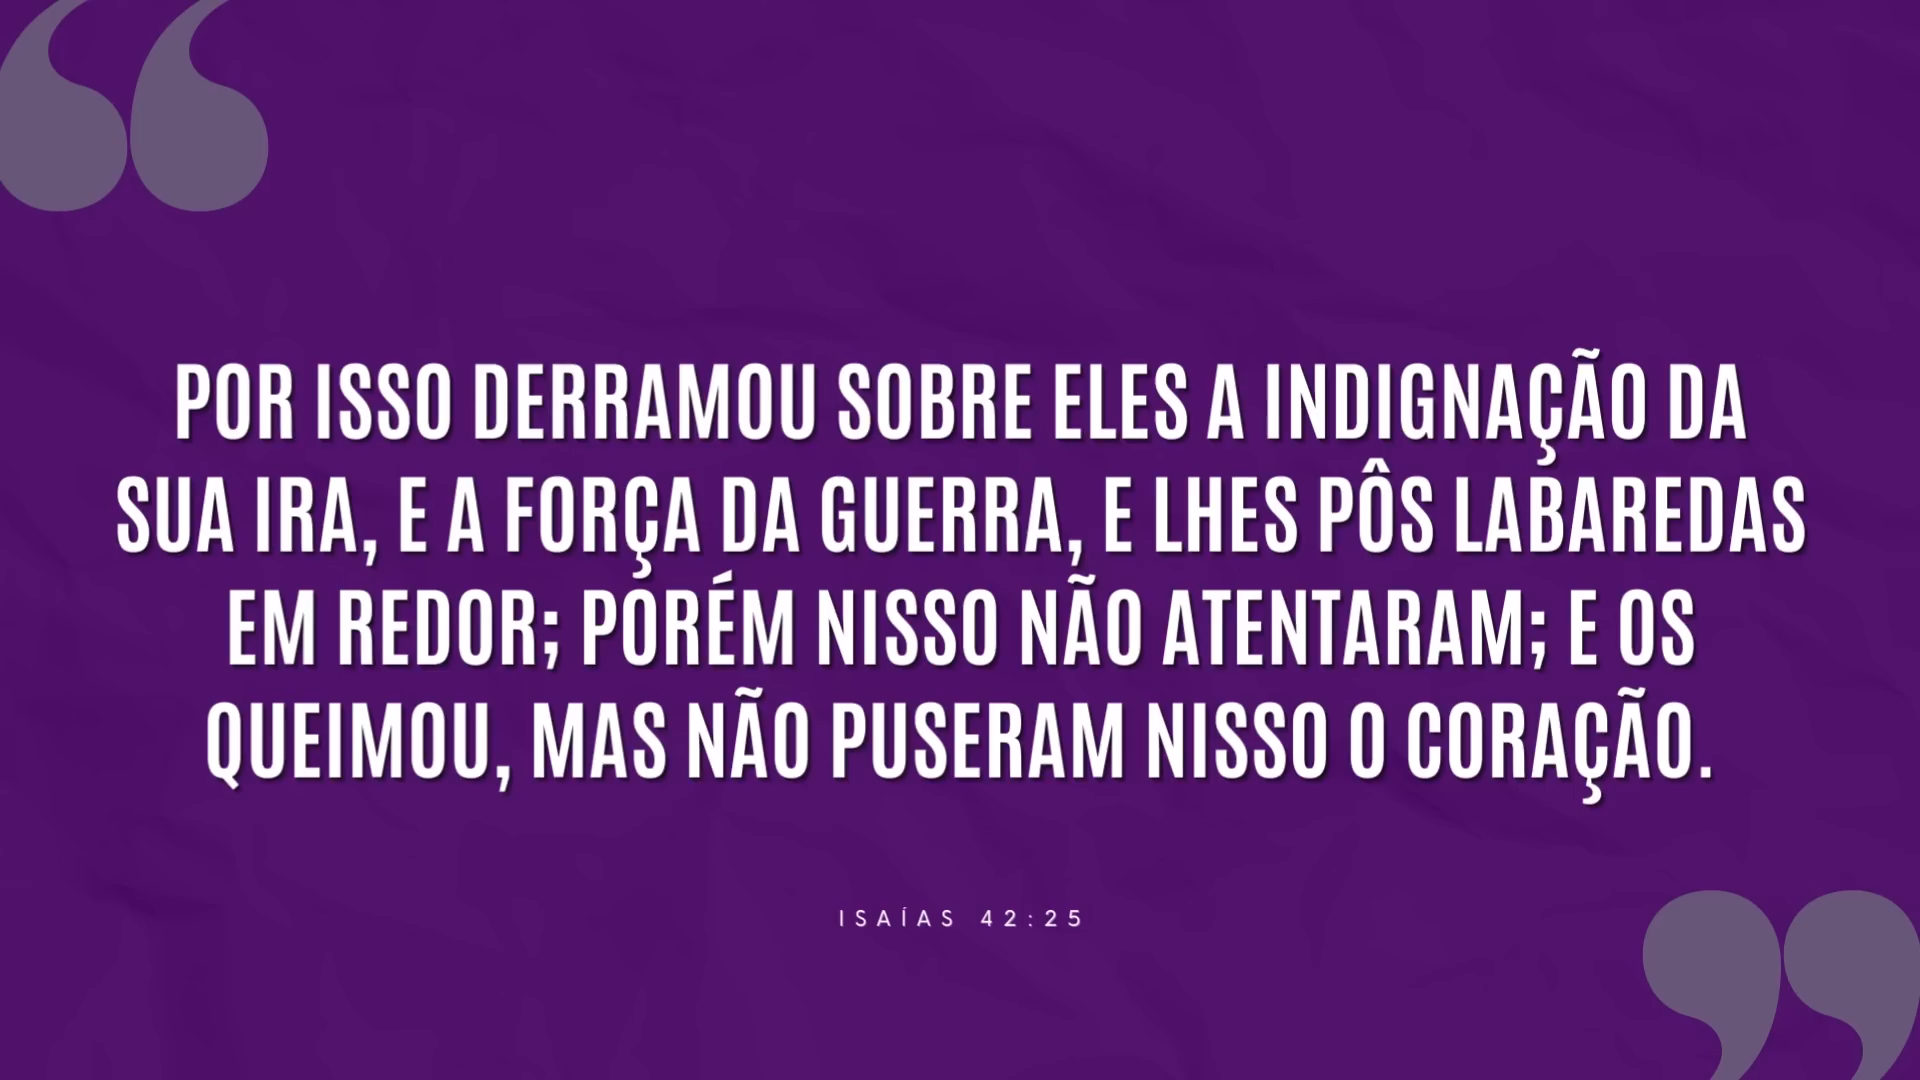 POR ISSO DERRAMOU SOBRE ELES A INDIGNAÇÃO DA
SUA IRA, E A FORÇA DA GUERRA, E LHES PÔS LABAREDAS
EM REDOR; PORÉM NISSO NÃO ATENTARAM; E OS
QUEIMOU, MAS NÃO PUSERAM NISSO O CORAÇÃO.
ISAÍAS 42:25